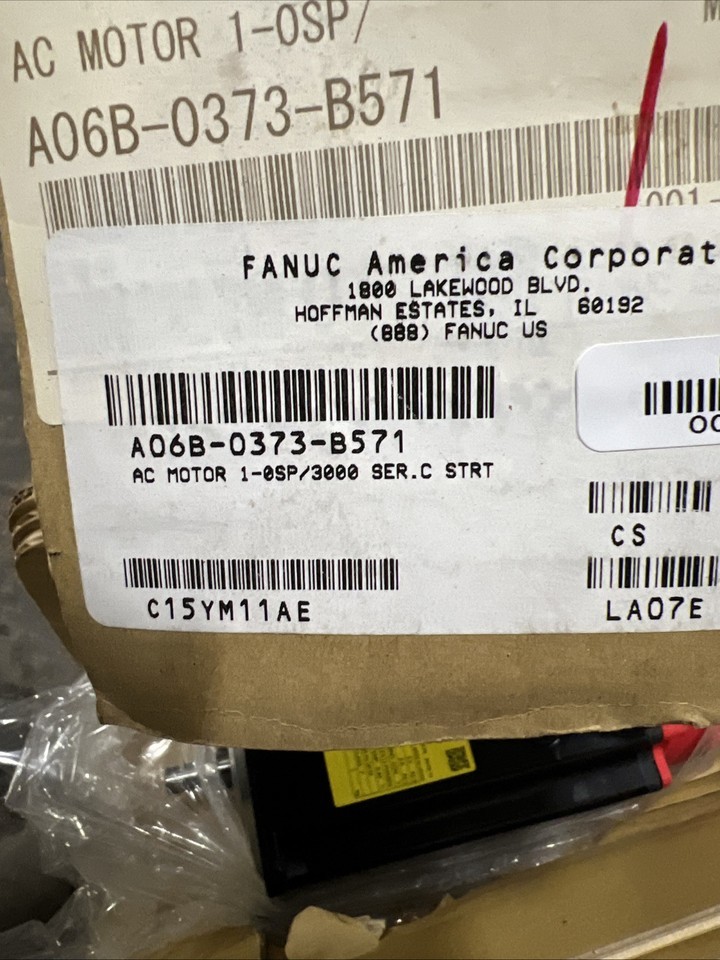 AC MOTOR 1-0SP/
A06B-0373-B571
001-
FANUC America Corporat
1800 LAKEWOOD BLVD.
HOFFMAN ESTATES, IL 60192
(888) FANUC US
A06B-0373-B571
AC MOTOR 1-0SP/3000 SER.C STRT
CS
C15YM11AE
LA07E